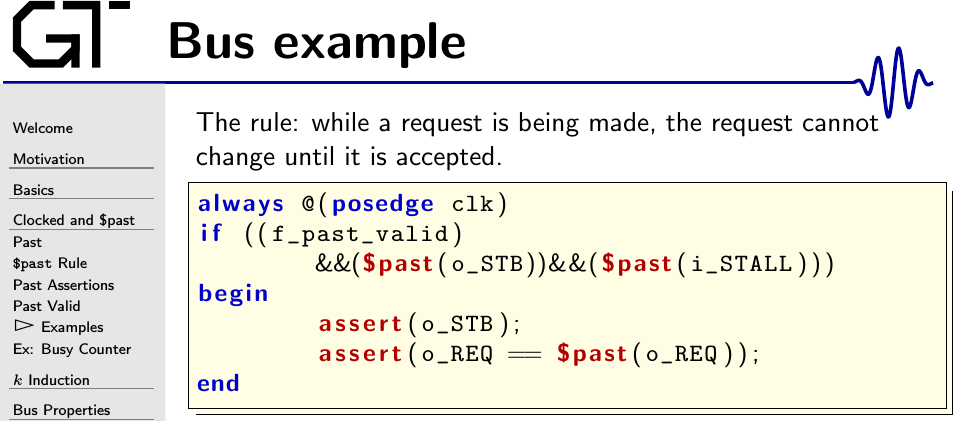 GT
Bus example
Welcome
Motivation
Basics
Clocked and $past
Past
$past Rule
Past Assertions
Past Valid
▷ Examples
Ex: Busy Counter
k Induction
Bus Properties
The rule: while a request is being made, the request cannot
change until it is accepted.
always @(posedge clk)
if ((f_past_valid)
&&($past(o_STB))&&($past(i_STALL)))
begin
assert(o_STB);
assert(o_REQ == $past(o_REQ));
end